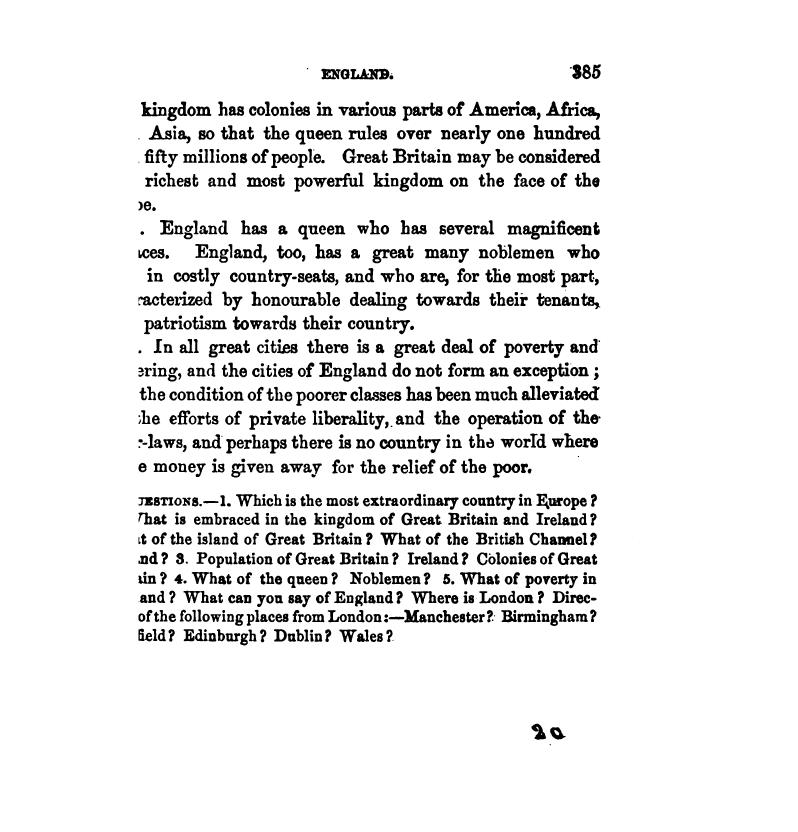 ENGLAND. 385
kingdom has colonies in various parts of America, Africa,
Asia, so that the queen rules over nearly one hundred
fifty millions of people. Great Britain may be considered
richest and most powerful kingdom on the face of the
. England has a queen who has several magnificent
England, too, has a great many noblemen who
in costly country-seats, and who are, for the most part,
racterized by honourable dealing towards their tenants,
patriotism towards their country.
. In all great cities there is a great deal of poverty and
ering, and the cities of England do not form an exception ;
the condition of the poorer classes has been much alleviated
the efforts of private liberality, and the operation of the
r-laws, and perhaps there is no country in the world where
e money is given away for the relief of the poor.
UESTIONS.—1. Which is the most extraordinary country in Europe ?
What is embraced in the kingdom of Great Britain and Ireland ?
t of the island of Great Britain ? What of the British Channel ?
nd ? 3. Population of Great Britain ? Ireland ? Colonies of Great
ain ? 4. What of the queen ? Noblemen ? 5. What of poverty in
and ? What can you say of England ? Where is London ? Direc-
of the following places from London :—Manchester ? Birmingham ?
field ? Edinburgh ? Dublin ? Wales ?